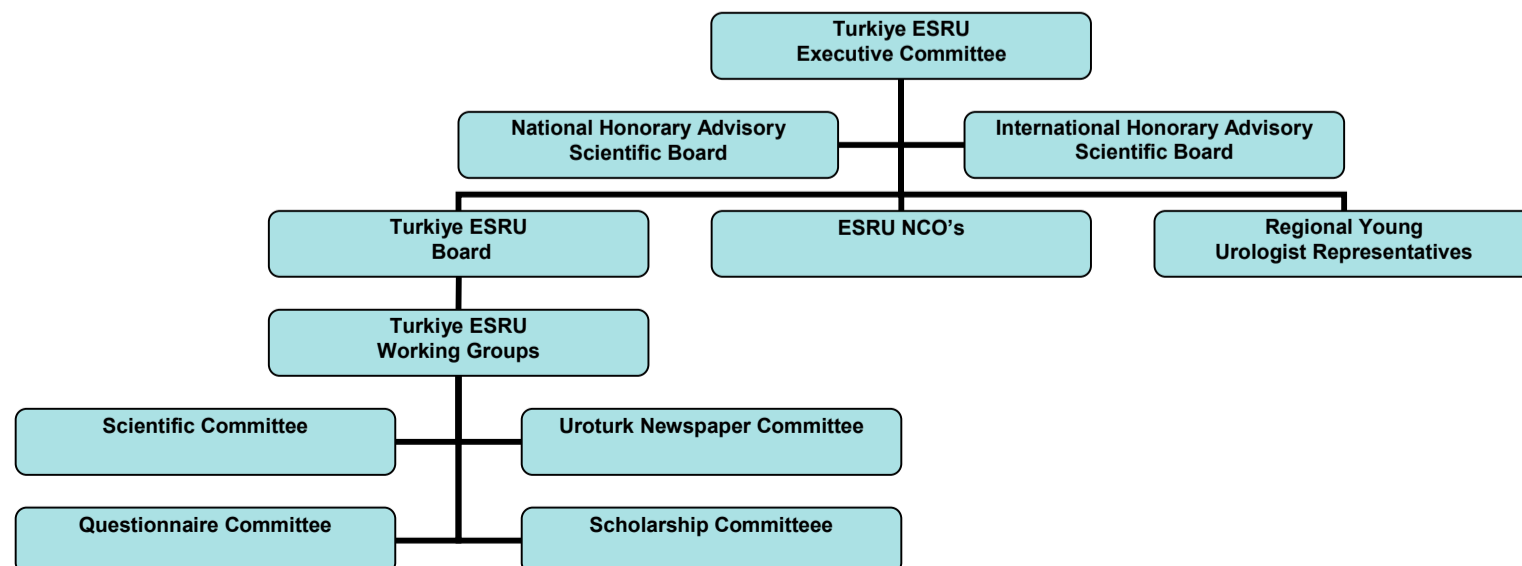 Turkiye ESRU
Executive Committee
National Honorary Advisory
Scientific Board
International Honorary Advisory
Scientific Board
Turkiye ESRU
Board
ESRU NCO’s
Regional Young
Urologist Representatives
Turkiye ESRU
Working Groups
Scientific Committee
Uroturk Newspaper Committee
Questionnaire Committee
Scholarship Committeee